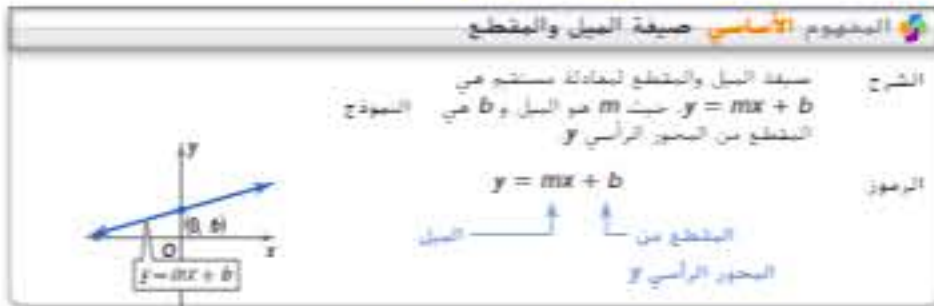 المفهوم الأساسي صيغة الميل والمقطع
الشرح
صيغة الميل والمقطع لمعادلة مستقيم هي
y = mx + b، حيث m هو الميل و b هي
المقطع من المحور الرأسي y
النموذج
الرموز
y = mx + b
الميل
المقطع من
المحور الرأسي y
y
(0, b)
O
x
y = mx + b